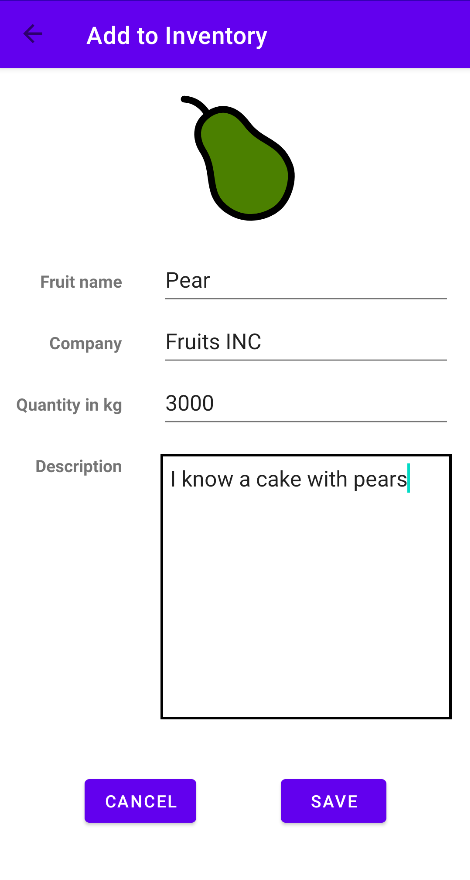 Add to Inventory
Fruit name
Pear
Company
Fruits INC
Quantity in kg
3000
Description
I know a cake with pears
CANCEL
SAVE